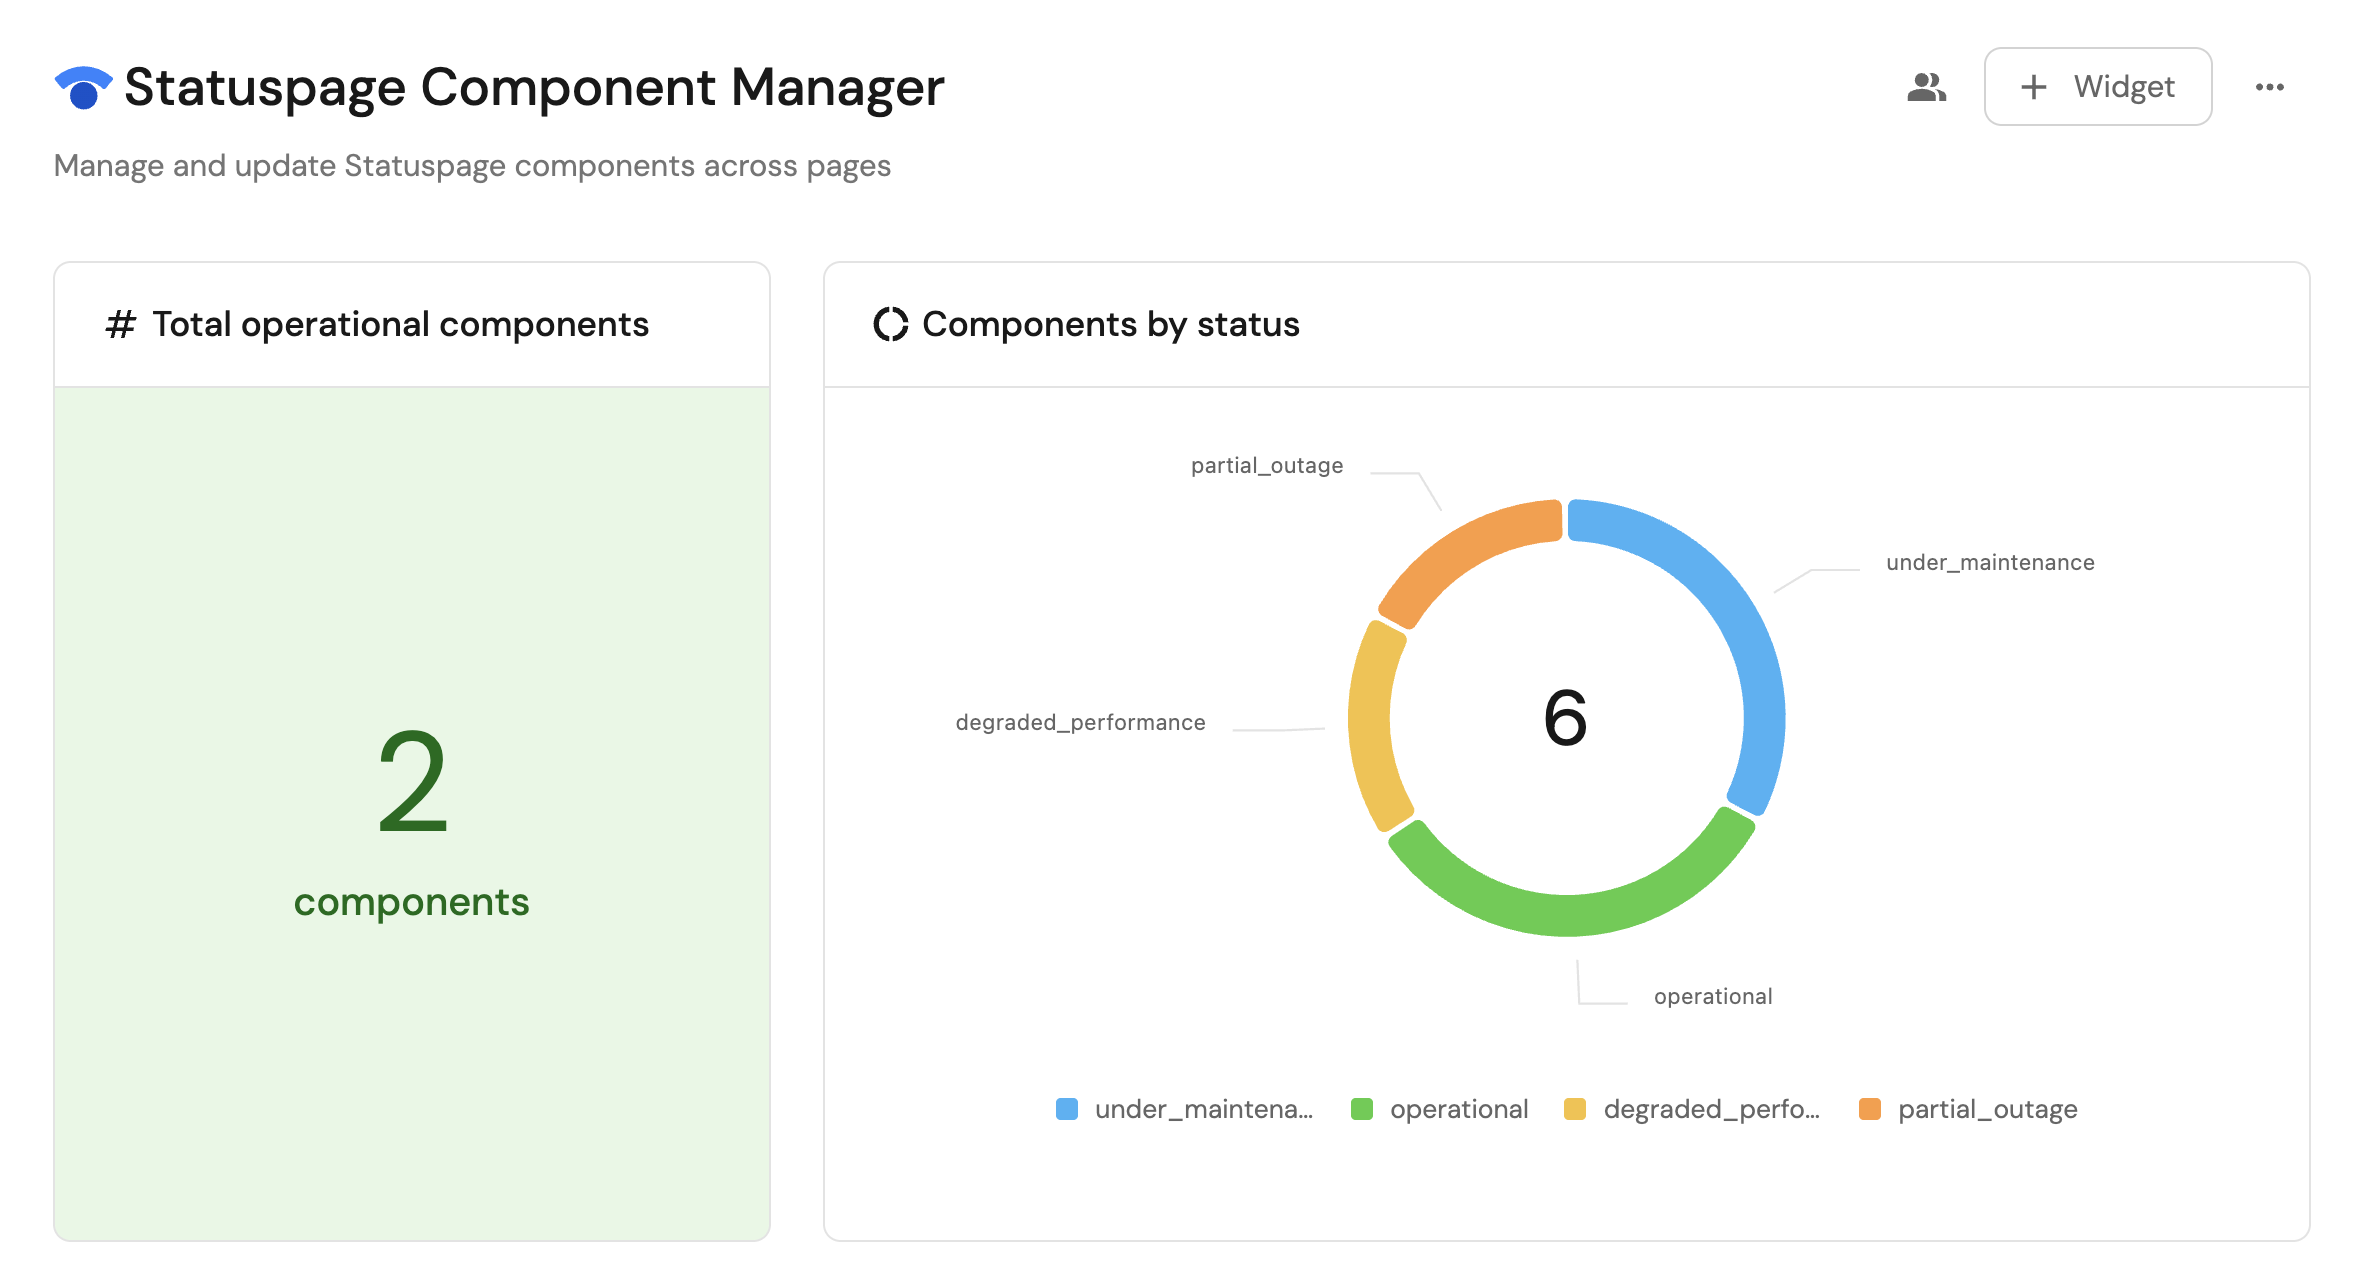 Statuspage Component Manager
+ Widget
Manage and update Statuspage components across pages
# Total operational components
Components by status
2
components
partial_outage
under_maintenance
degraded_performance
6
operational
under_maintena...
operational
degraded_perfo...
partial_outage